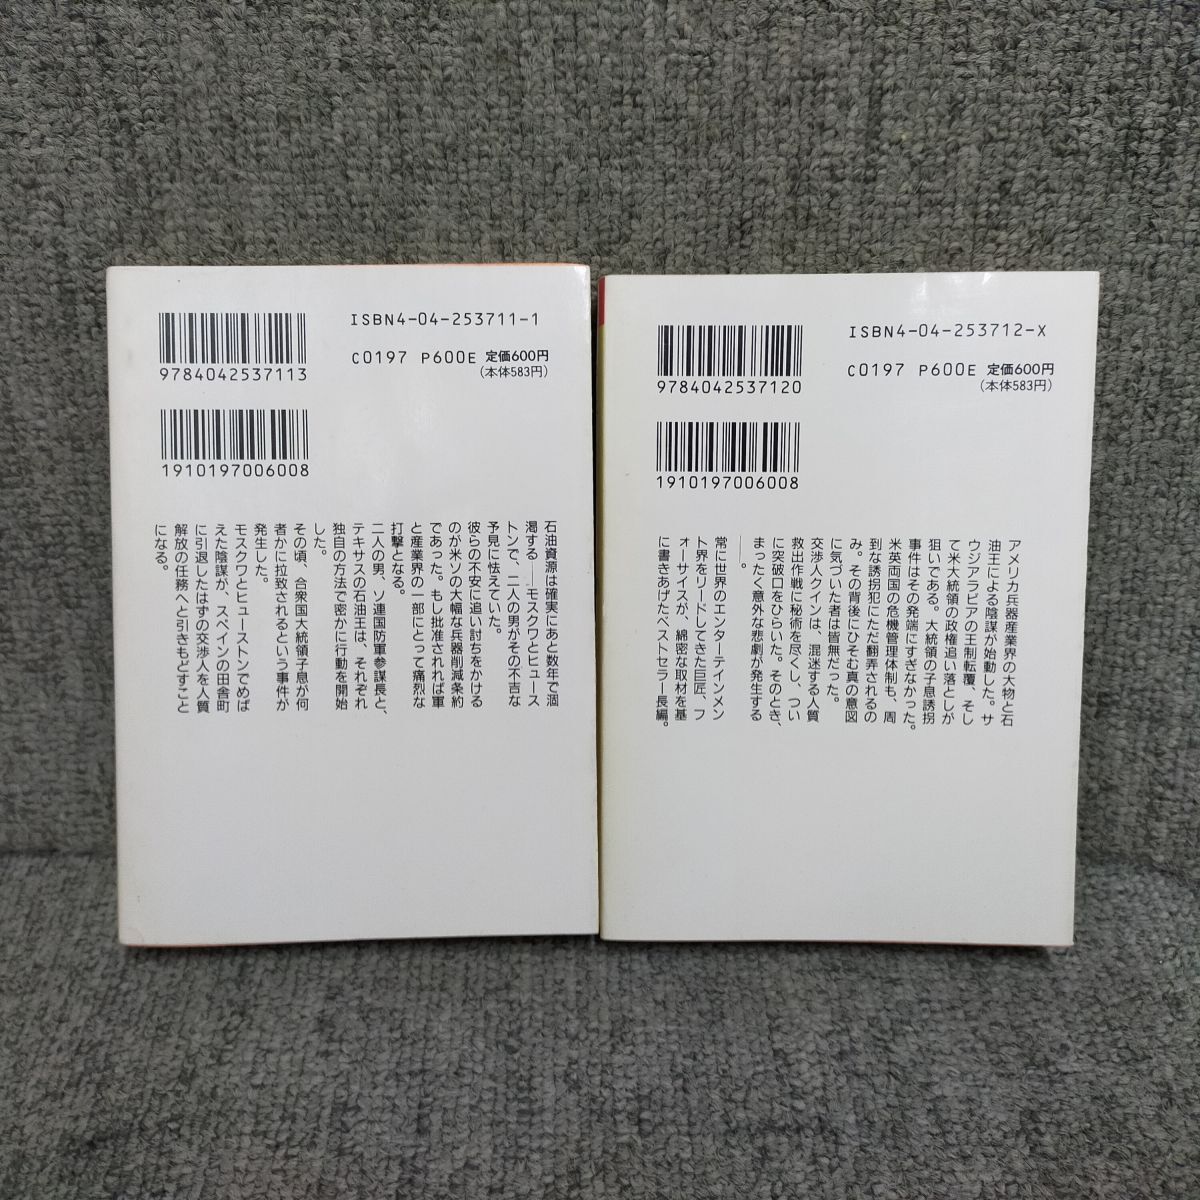 ISBN4-04-253711-1
C0197 P600E 定価600円
(本体583円)
9784042537113
1910197006008
石油資源は確実にあと数年で涸
渇する――モスクワとヒュース
トンで、二人の男がその不吉な
予見に怯えていた。
彼らの不安に追い討ちをかける
のが米ソの大幅な兵器削減条約
であった。もし批准されれば軍
と産業界の一部にとって痛烈な
打撃となる。
二人の男、ソ連国防軍参謀長と、
テキサスの石油王は、それぞれ
独自の方法で密かに行動を開始
した。
その頃、合衆国大統領子息が何
者かに拉致されるという事件が
発生した。
モスクワとヒューストンでめば
えた陰謀が、スペインの田舎町
に引退したはずの交渉人を人質
解放の任務へと引きもどすこと
になる。
ISBN4-04-253712-X
C0197 P600E 定価600円
(本体583円)
9784042537120
1910197006008
アメリカ兵器産業界の大物と石
油王による陰謀が始動した。サ
ウジアラビアの王制転覆、そし
て米大統領の政権追い落としが
狙いである。大統領の子息誘拐
事件はその発端にすぎなかった。
米英両国の危機管理体制も、周
到な誘拐犯にただ翻弄されるの
み。その背後にひそむ真の意図
に気づいた者は皆無だった。
交渉人クインは、混迷する人質
救出作戦に秘術を尽くし、つい
に突破口をひらいた。そのとき、
まったく意外な悲劇が発生する
――。
常に世界のエンターテインメン
ト界をリードしてきた巨匠、フ
ォーサイスが、綿密な取材を基
に書きあげたベストセラー長編。